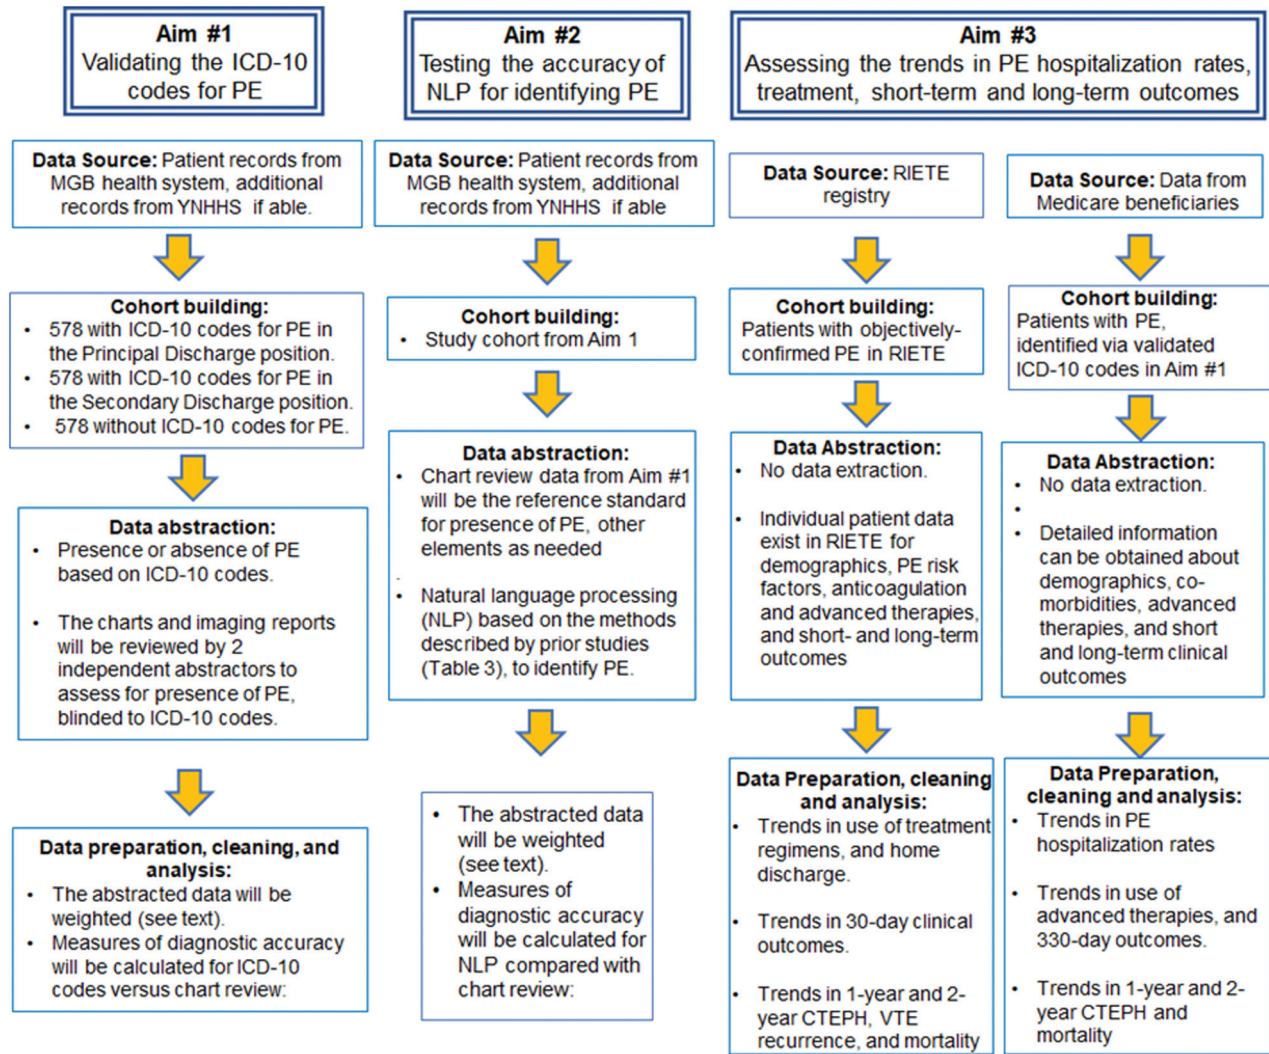 Aim #1
Validating the ICD-10
codes for PE
Data Source: Patient records from
MGB health system, additional
records from YNHHS if able.
Cohort building:
• 578 with ICD-10 codes for PE in
the Principal Discharge position.
• 578 with ICD-10 codes for PE in
the Secondary Discharge position.
• 578 without ICD-10 codes for PE.
Data abstraction:
• Presence or absence of PE
based on ICD-10 codes.
• The charts and imaging reports
will be reviewed by 2
independent abstractors to
assess for presence of PE,
blinded to ICD-10 codes.
Data preparation, cleaning, and
analysis:
• The abstracted data will be
weighted (see text).
• Measures of diagnostic accuracy
will be calculated for ICD-10
codes versus chart review:
Aim #2
Testing the accuracy of
NLP for identifying PE
Data Source: Patient records from
MGB health system, additional
records from YNHHS if able
Cohort building:
• Study cohort from Aim 1
Data abstraction:
• Chart review data from Aim #1
will be the reference standard
for presence of PE, other
elements as needed
.
• Natural language processing
(NLP) based on the methods
described by prior studies
(Table 3), to identify PE.
• The abstracted data
will be weighted
(see text).
• Measures of
diagnostic accuracy
will be calculated for
NLP compared with
chart review:
Aim #3
Assessing the trends in PE hospitalization rates,
treatment, short-term and long-term outcomes
Data Source: RIETE
registry
Cohort building:
Patients with objectively-
confirmed PE in RIETE
Data Abstraction:
• No data extraction.
• Individual patient data
exist in RIETE for
demographics, PE risk
factors, anticoagulation
and advanced therapies,
and short- and long-term
outcomes
Data Preparation, cleaning
and analysis:
• Trends in use of treatment
regimens, and home
discharge.
• Trends in 30-day clinical
outcomes.
• Trends in 1-year and 2-
year CTEPH, VTE
recurrence, and mortality
Data Source: Data from
Medicare beneficiaries
Cohort building:
Patients with PE,
identified via validated
ICD-10 codes in Aim #1
Data Abstraction:
• No data extraction.
•
• Detailed information
can be obtained about
demographics, co-
morbidities, advanced
therapies, and short
and long-term clinical
outcomes
Data Preparation,
cleaning and analysis:
• Trends in PE
hospitalization rates
• Trends in use of
advanced therapies, and
330-day outcomes.
• Trends in 1-year and 2-
year CTEPH and
mortality